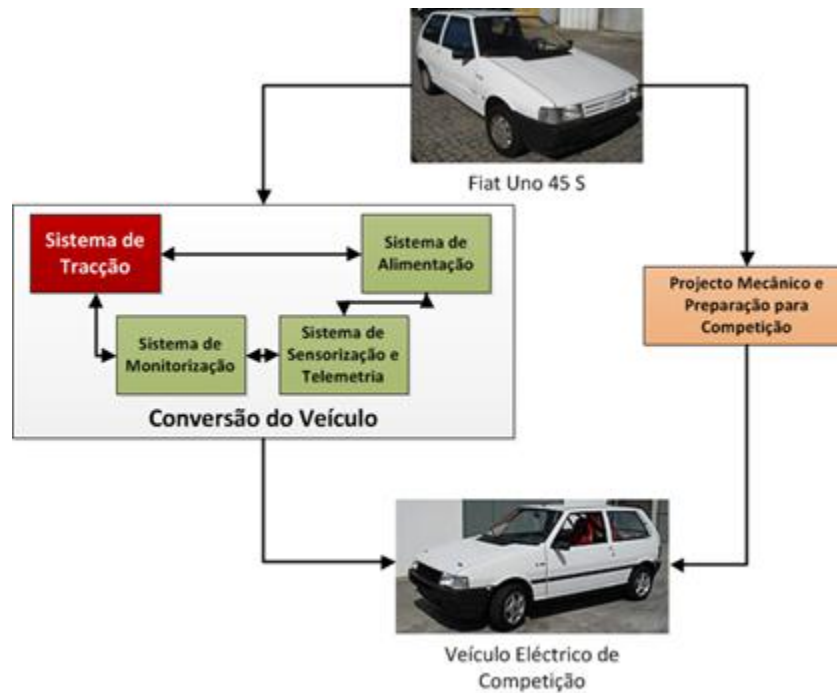 Fiat Uno 45 S
Sistema de
Tracção
Sistema de
Alimentação
Sistema de
Monitorização
Sistema de
Sensorização e
Telemetria
Conversão do Veículo
Projecto Mecânico e
Preparação para
Competição
Veículo Eléctrico de
Competição